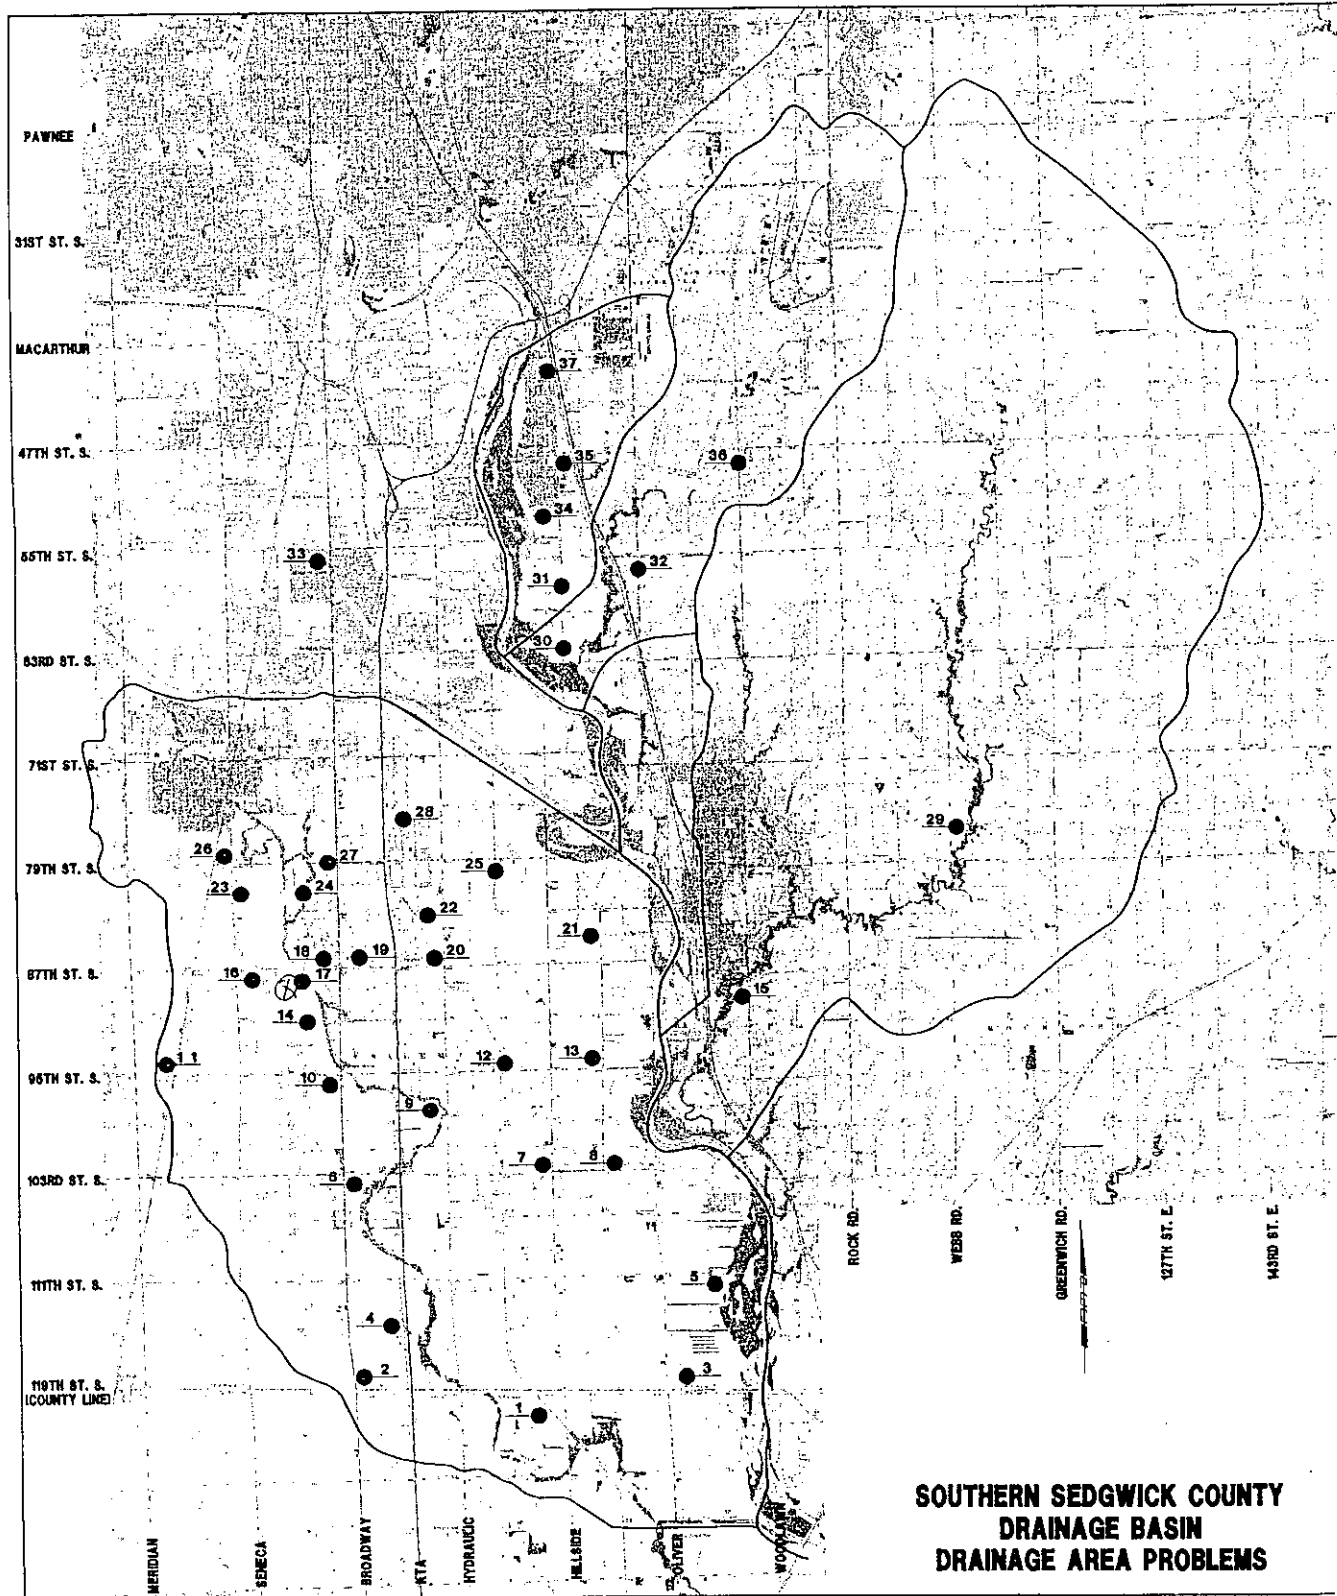 PAWNEE
31ST ST. S.
MACARTHUR
37
47TH ST. S.
35
36
34
55TH ST. S.
33
32
31
30
63RD ST. S.
71ST ST. S.
28
29
26
27
79TH ST. S.
25
23
24
22
21
18
19
20
87TH ST. S.
16
17
15
14
11
12
13
95TH ST. S.
10
9
7
8
103RD ST. S.
6
5
111TH ST. S.
4
2
3
119TH ST. S.
(COUNTY LINE)
1
MERIDIAN
SENECA
BROADWAY
KTA
HYDRAULIC
HILLSIDE
OLIVER
WOODLAWN
ROCK RD.
WEBB RD.
GREENWICH RD.
127TH ST. E.
143RD ST. E.
SOUTHERN SEDGWICK COUNTY
DRAINAGE BASIN
DRAINAGE AREA PROBLEMS